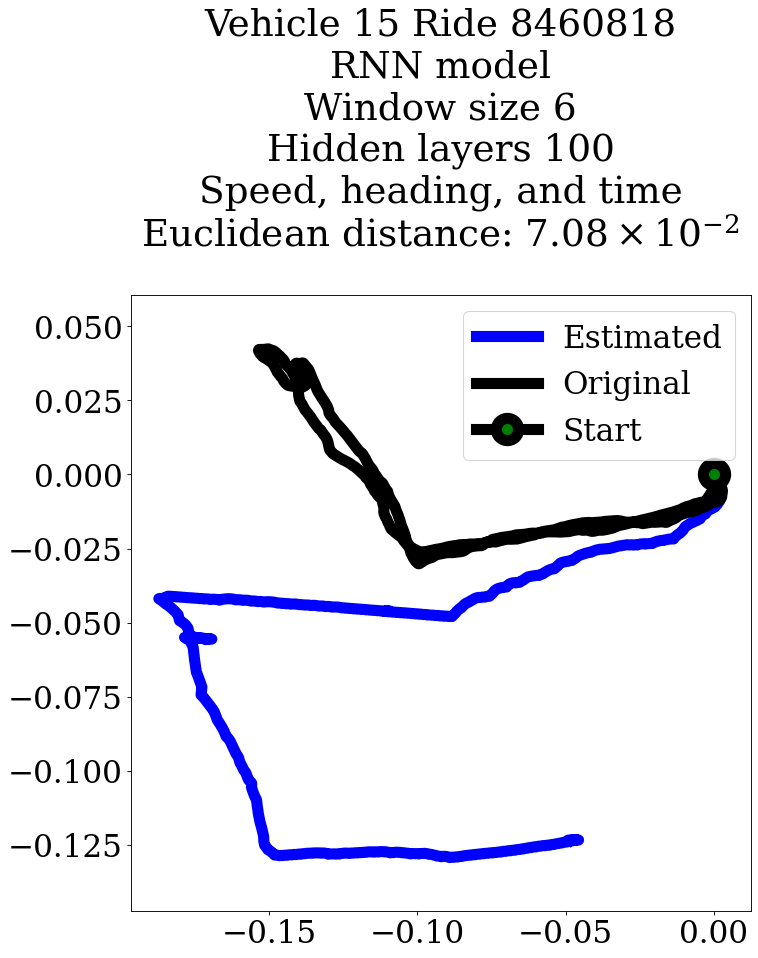 Vehicle 15 Ride 8460818
RNN model
Window size 6
Hidden layers 100
Speed, heading, and time
Euclidean distance: 7.08 × 10⁻²
Estimated
Original
Start
0.050
0.025
0.000
−0.025
−0.050
−0.075
−0.100
−0.125
−0.15 −0.10 −0.05 0.00